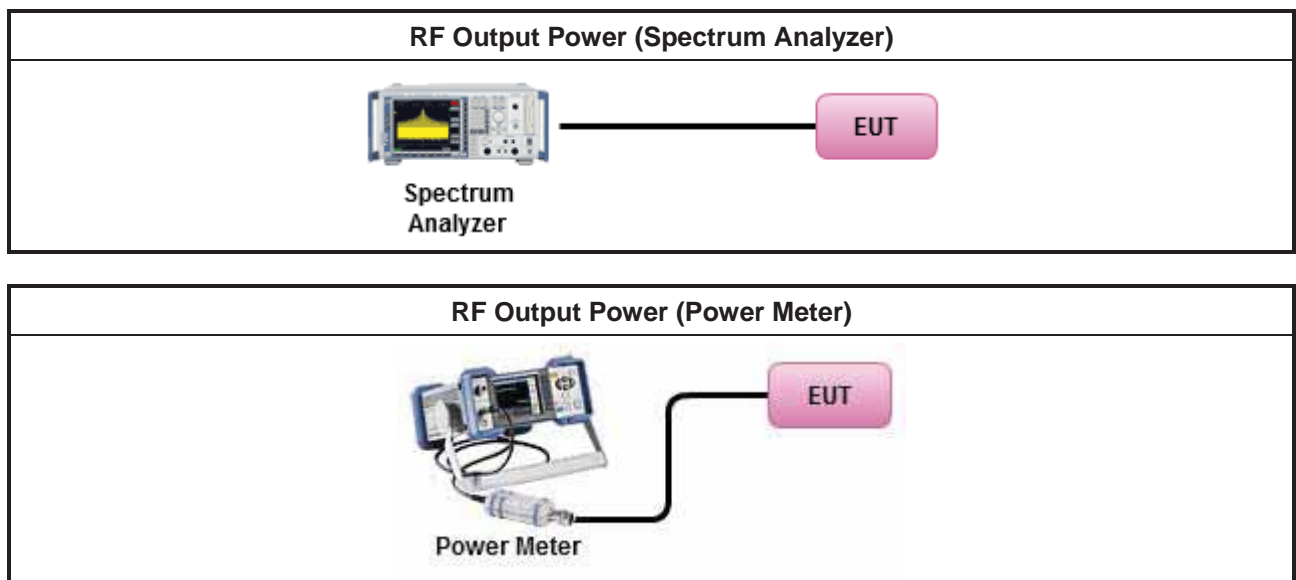 RF Output Power (Spectrum Analyzer)
EUT
Spectrum
Analyzer
RF Output Power (Power Meter)
EUT
Power Meter